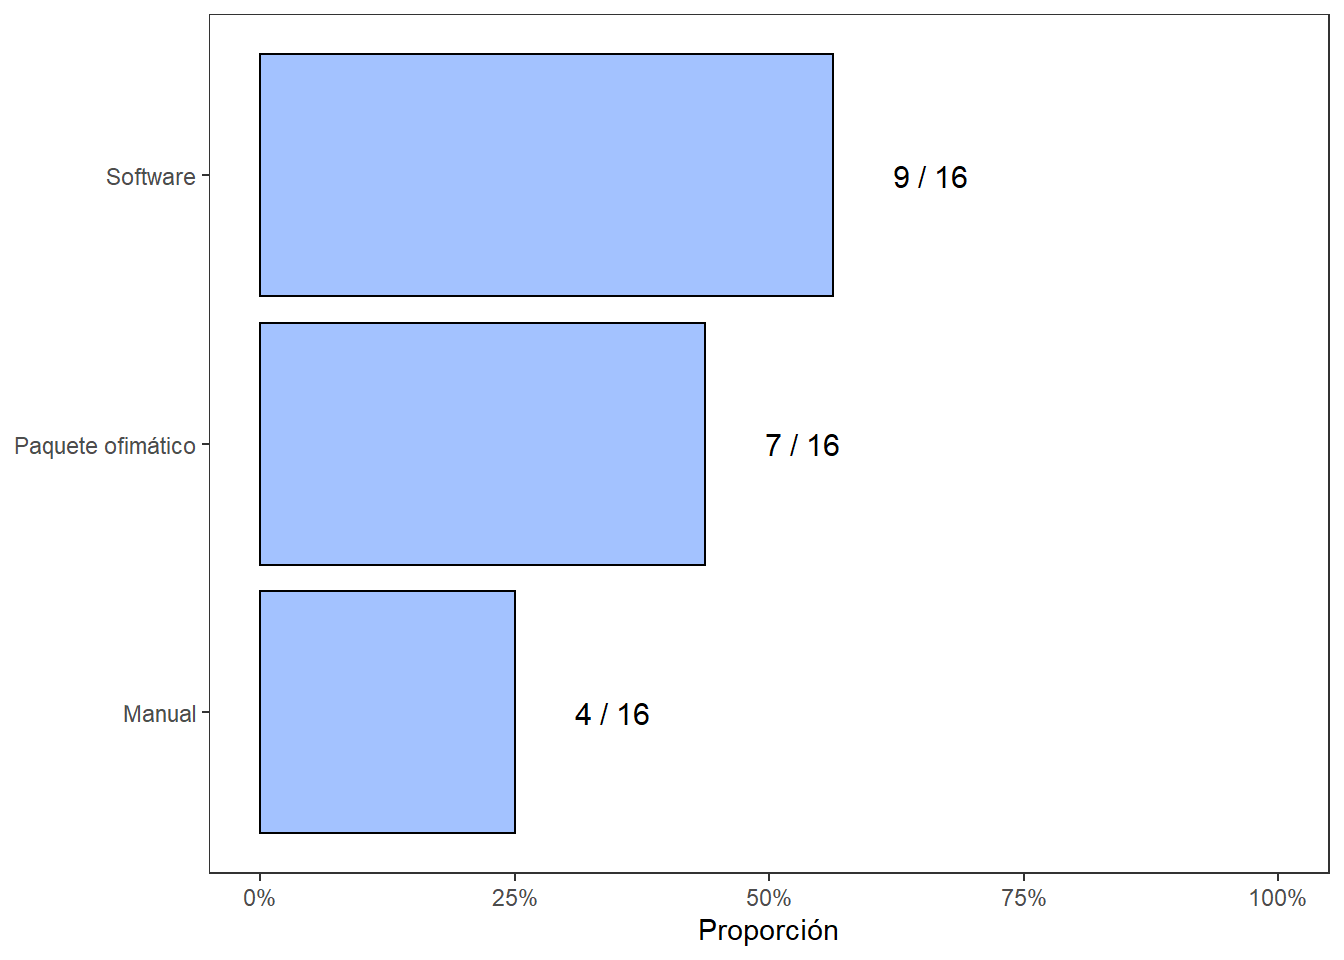 Software
9 / 16
Paquete ofimático
7 / 16
Manual
4 / 16
0% 25% 50% 75% 100%
Proporción